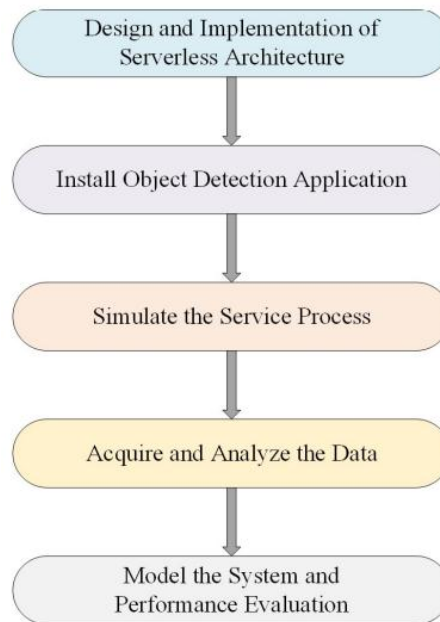 Design and Implementation of
Serverless Architecture
Install Object Detection Application
Simulate the Service Process
Acquire and Analyze the Data
Model the System and
Performance Evaluation